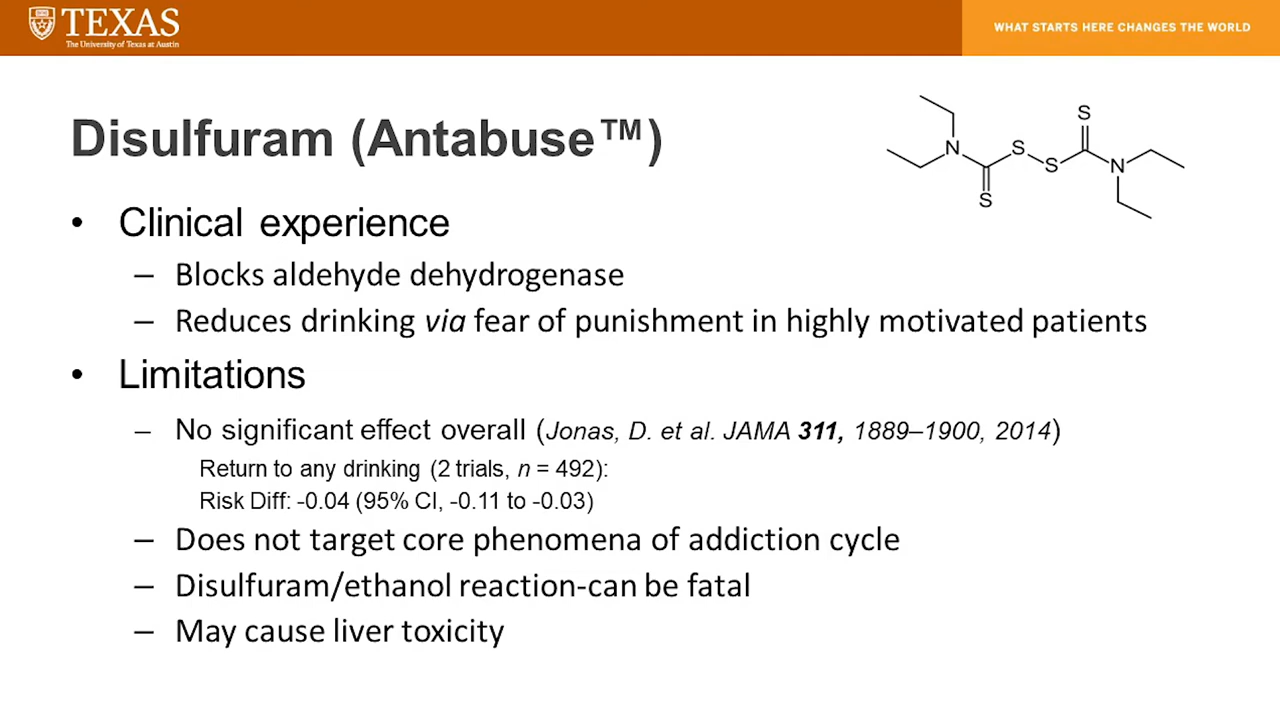 TEXAS
The University of Texas at Austin
WHAT STARTS HERE CHANGES THE WORLD
Disulfuram (Antabuse™)
N
S
S
S
S
N
• Clinical experience
– Blocks aldehyde dehydrogenase
– Reduces drinking via fear of punishment in highly motivated patients
• Limitations
– No significant effect overall (Jonas, D. et al. JAMA 311, 1889–1900, 2014)
Return to any drinking (2 trials, n = 492):
Risk Diff: -0.04 (95% CI, -0.11 to -0.03)
– Does not target core phenomena of addiction cycle
– Disulfuram/ethanol reaction-can be fatal
– May cause liver toxicity